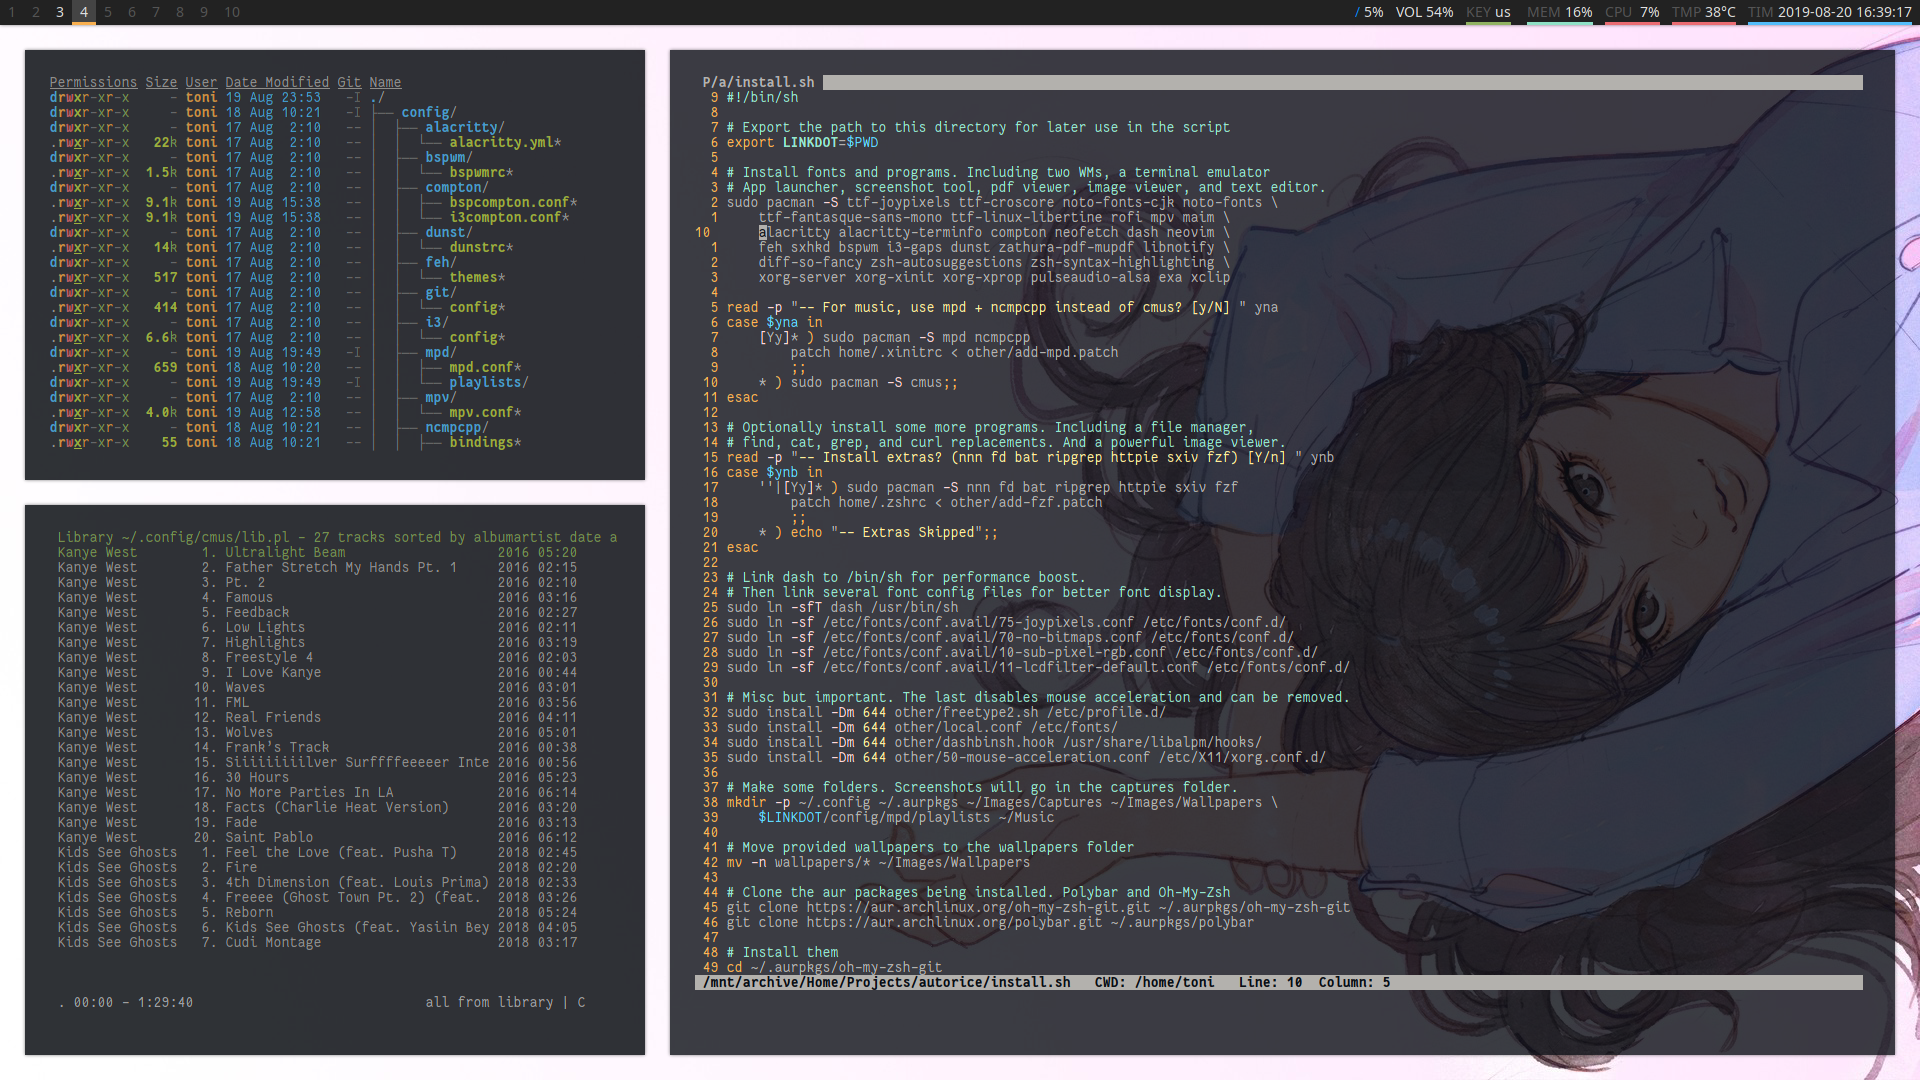 1 2 3 4 5 6 7 8 9 10
/ 5% VOL 54% KEY us MEM 16% CPU 7% TMP 38°C TIM 2019-08-20 16:39:17
Permissions Size User Date Modified Git Name
drwxr-xr-x - toni 19 Aug 23:53 -I ./
drwxr-xr-x - toni 18 Aug 10:21 -I ├── config/
drwxr-xr-x - toni 17 Aug 2:10 -- │ ├── alacritty/
.rwxr-xr-x 22k toni 17 Aug 2:10 -- │ │ └── alacritty.yml*
drwxr-xr-x - toni 17 Aug 2:10 -- │ ├── bspwm/
.rwxr-xr-x 1.5k toni 17 Aug 2:10 -- │ │ └── bspwmrc*
drwxr-xr-x - toni 17 Aug 2:10 -- │ ├── compton/
.rwxr-xr-x 9.1k toni 19 Aug 15:38 -- │ │ ├── bspcompton.conf*
.rwxr-xr-x 9.1k toni 19 Aug 15:38 -- │ │ └── i3compton.conf*
drwxr-xr-x - toni 17 Aug 2:10 -- │ ├── dunst/
.rwxr-xr-x 14k toni 17 Aug 2:10 -- │ │ └── dunstrc*
drwxr-xr-x - toni 17 Aug 2:10 -- │ ├── feh/
.rwxr-xr-x 517 toni 17 Aug 2:10 -- │ │ └── themes*
drwxr-xr-x - toni 17 Aug 2:10 -- │ ├── git/
.rwxr-xr-x 414 toni 17 Aug 2:10 -- │ │ └── config*
drwxr-xr-x - toni 17 Aug 2:10 -- │ ├── i3/
.rwxr-xr-x 6.6k toni 17 Aug 2:10 -- │ │ └── config*
drwxr-xr-x - toni 19 Aug 19:49 -I │ ├── mpd/
.rwxr-xr-x 659 toni 18 Aug 10:20 -- │ │ ├── mpd.conf*
drwxr-xr-x - toni 19 Aug 19:49 -I │ │ └── playlists/
drwxr-xr-x - toni 17 Aug 2:10 -- │ ├── mpv/
.rwxr-xr-x 4.0k toni 19 Aug 12:58 -- │ │ └── mpv.conf*
drwxr-xr-x - toni 18 Aug 10:21 -- │ ├── ncmpcpp/
.rwxr-xr-x 55 toni 18 Aug 10:21 -- │ │ ├── bindings*
Library ~/.config/cmus/lib.pl - 27 tracks sorted by albumartist date a
Kanye West 1. Ultralight Beam 2016 05:20
Kanye West 2. Father Stretch My Hands Pt. 1 2016 02:15
Kanye West 3. Pt. 2 2016 02:10
Kanye West 4. Famous 2016 03:16
Kanye West 5. Feedback 2016 02:27
Kanye West 6. Low Lights 2016 02:11
Kanye West 7. Highlights 2016 03:19
Kanye West 8. Freestyle 4 2016 02:03
Kanye West 9. I Love Kanye 2016 00:44
Kanye West 10. Waves 2016 03:01
Kanye West 11. FML 2016 03:56
Kanye West 12. Real Friends 2016 04:11
Kanye West 13. Wolves 2016 05:01
Kanye West 14. Frank's Track 2016 00:38
Kanye West 15. Siiiiiiiiilver Surffffeeeeer Inte 2016 00:56
Kanye West 16. 30 Hours 2016 05:23
Kanye West 17. No More Parties In LA 2016 06:14
Kanye West 18. Facts (Charlie Heat Version) 2016 03:20
Kanye West 19. Fade 2016 03:13
Kanye West 20. Saint Pablo 2016 06:12
Kids See Ghosts 1. Feel the Love (feat. Pusha T) 2018 02:45
Kids See Ghosts 2. Fire 2018 02:20
Kids See Ghosts 3. 4th Dimension (feat. Louis Prima) 2018 02:33
Kids See Ghosts 4. Freeee (Ghost Town Pt. 2) (feat. 2018 03:26
Kids See Ghosts 5. Reborn 2018 05:24
Kids See Ghosts 6. Kids See Ghosts (feat. Yasiin Bey 2018 04:05
Kids See Ghosts 7. Cudi Montage 2018 03:17
. 00:00 - 1:29:40 all from library | C
P/a/install.sh
9 #!/bin/sh
8
7 # Export the path to this directory for later use in the script
6 export LINKDOT=$PWD
5
4 # Install fonts and programs. Including two WMs, a terminal emulator
3 # App launcher, screenshot tool, pdf viewer, image viewer, and text editor.
2 sudo pacman -S ttf-joypixels ttf-croscore noto-fonts-cjk noto-fonts \
1 ttf-fantasque-sans-mono ttf-linux-libertine rofi mpv maim \
10 alacritty alacritty-terminfo compton neofetch dash neovim \
1 feh sxhkd bspwm i3-gaps dunst zathura-pdf-mupdf libnotify \
2 diff-so-fancy zsh-autosuggestions zsh-syntax-highlighting \
3 xorg-server xorg-xinit xorg-xprop pulseaudio-alsa exa xclip
4
5 read -p "-- For music, use mpd + ncmpcpp instead of cmus? [y/N] " yna
6 case $yna in
7 [Yy]* ) sudo pacman -S mpd ncmpcpp
8 patch home/.xinitrc < other/add-mpd.patch
9 ;;
10 * ) sudo pacman -S cmus;;
11 esac
12
13 # Optionally install some more programs. Including a file manager,
14 # find, cat, grep, and curl replacements. And a powerful image viewer.
15 read -p "-- Install extras? (nnn fd bat ripgrep httpie sxiv fzf) [Y/n] " ynb
16 case $ynb in
17 ''|[Yy]* ) sudo pacman -S nnn fd bat ripgrep httpie sxiv fzf
18 patch home/.zshrc < other/add-fzf.patch
19 ;;
20 * ) echo "-- Extras Skipped";;
21 esac
22
23 # Link dash to /bin/sh for performance boost.
24 # Then link several font config files for better font display.
25 sudo ln -sfT dash /usr/bin/sh
26 sudo ln -sf /etc/fonts/conf.avail/75-joypixels.conf /etc/fonts/conf.d/
27 sudo ln -sf /etc/fonts/conf.avail/70-no-bitmaps.conf /etc/fonts/conf.d/
28 sudo ln -sf /etc/fonts/conf.avail/10-sub-pixel-rgb.conf /etc/fonts/conf.d/
29 sudo ln -sf /etc/fonts/conf.avail/11-lcdfilter-default.conf /etc/fonts/conf.d/
30
31 # Misc but important. The last disables mouse acceleration and can be removed.
32 sudo install -Dm 644 other/freetype2.sh /etc/profile.d/
33 sudo install -Dm 644 other/local.conf /etc/fonts/
34 sudo install -Dm 644 other/dashbinsh.hook /usr/share/libalpm/hooks/
35 sudo install -Dm 644 other/50-mouse-acceleration.conf /etc/X11/xorg.conf.d/
36
37 # Make some folders. Screenshots will go in the captures folder.
38 mkdir -p ~/.config ~/.aurpkgs ~/Images/Captures ~/Images/Wallpapers \
39 $LINKDOT/config/mpd/playlists ~/Music
40
41 # Move provided wallpapers to the wallpapers folder
42 mv -n wallpapers/* ~/Images/Wallpapers
43
44 # Clone the aur packages being installed. Polybar and Oh-My-Zsh
45 git clone https://aur.archlinux.org/oh-my-zsh-git.git ~/.aurpkgs/oh-my-zsh-git
46 git clone https://aur.archlinux.org/polybar.git ~/.aurpkgs/polybar
47
48 # Install them
49 cd ~/.aurpkgs/oh-my-zsh-git
/mnt/archive/Home/Projects/autorice/install.sh CWD: /home/toni Line: 10 Column: 5